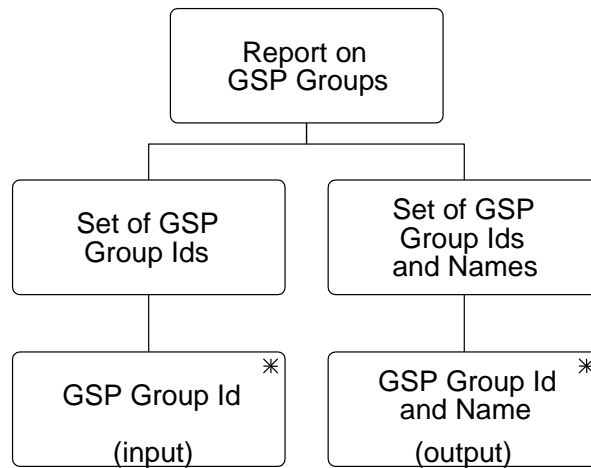 Report on
GSP Groups
Set of GSP
Group Ids
Set of GSP
Group Ids
and Names
*
GSP Group Id
(input)
*
GSP Group Id
and Name
(output)